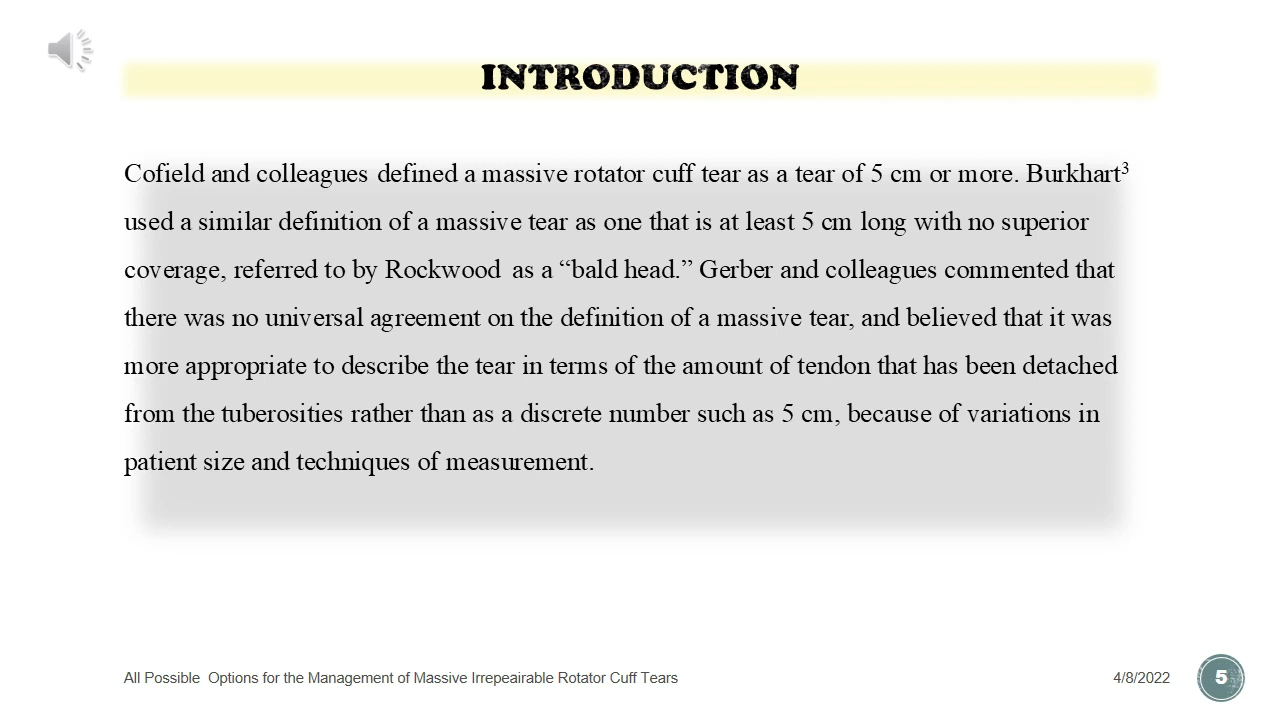 INTRODUCTION
Cofield and colleagues defined a massive rotator cuff tear as a tear of 5 cm or more. Burkhart³
used a similar definition of a massive tear as one that is at least 5 cm long with no superior
coverage, referred to by Rockwood as a “bald head.” Gerber and colleagues commented that
there was no universal agreement on the definition of a massive tear, and believed that it was
more appropriate to describe the tear in terms of the amount of tendon that has been detached
from the tuberosities rather than as a discrete number such as 5 cm, because of variations in
patient size and techniques of measurement.
All Possible Options for the Management of Massive Irrepeairable Rotator Cuff Tears
4/8/2022
5